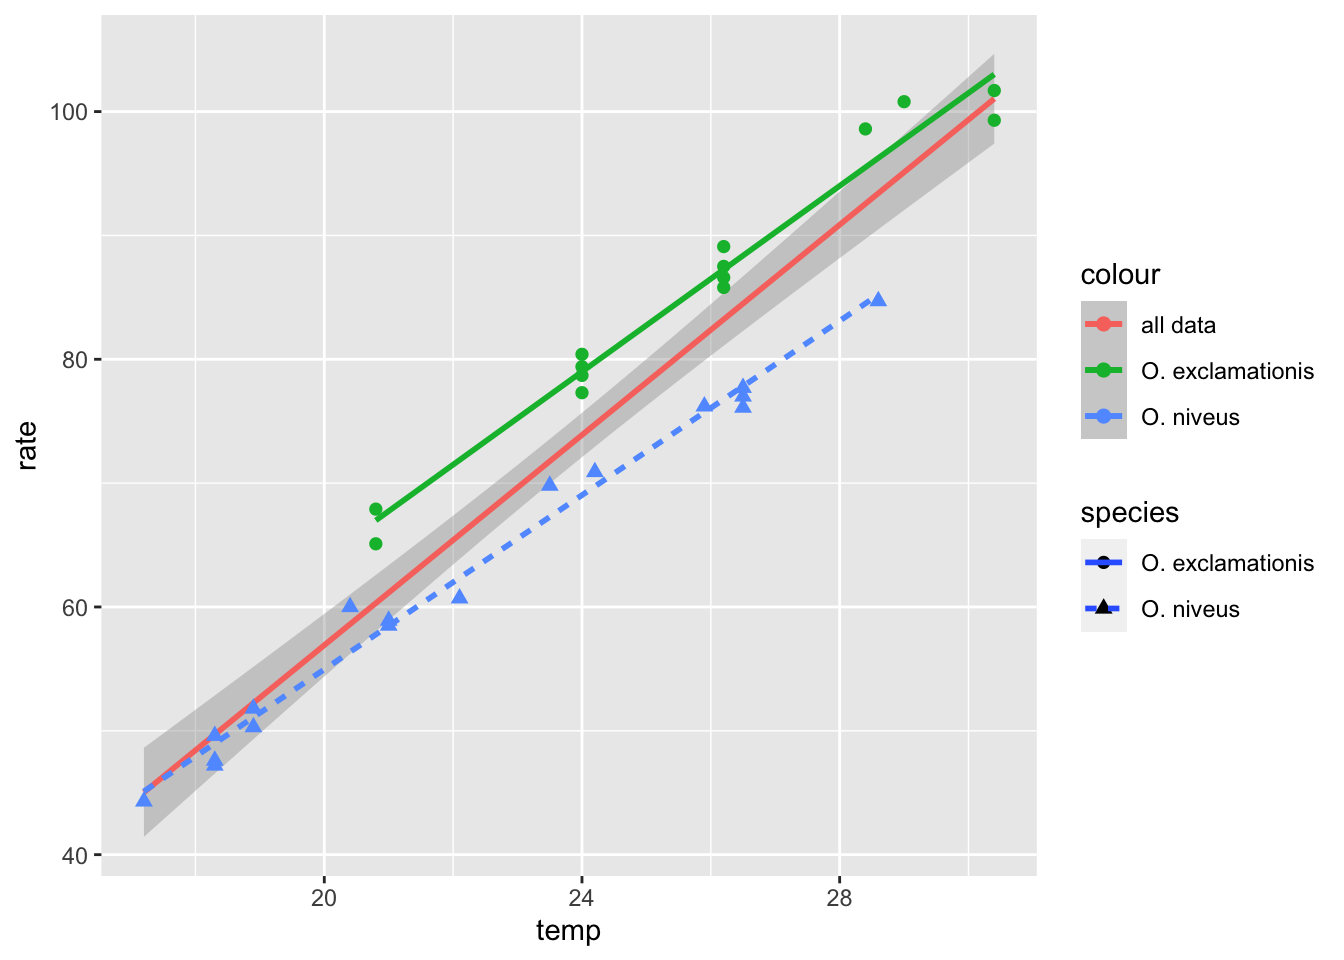 100
80
60
40
rate
20
24
28
temp
colour
all data
O. exclamationis
O. niveus
species
O. exclamationis
O. niveus